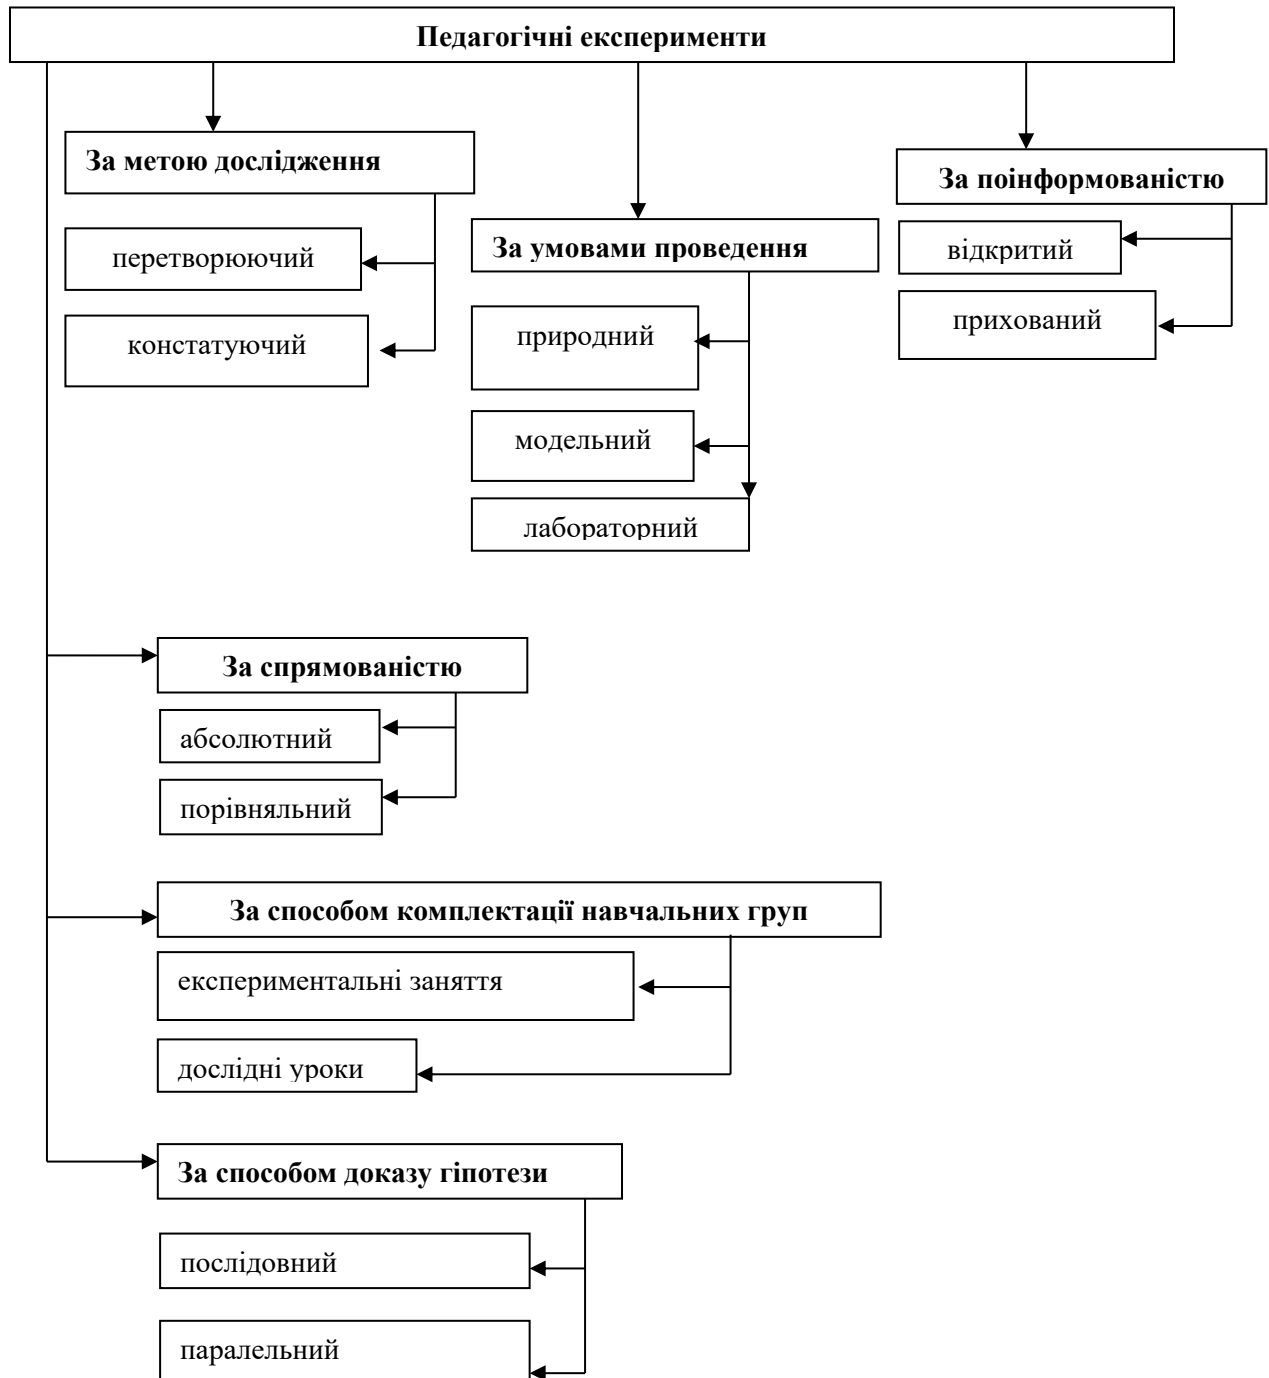 Педагогічні експерименти
За метою дослідження
перетворюючий
констатуючий
За умовами проведення
природний
модельний
лабораторний
За поінформованістю
відкритий
прихований
За спрямованістю
абсолютний
порівняльний
За способом комплектації навчальних груп
експериментальні заняття
дослідні уроки
За способом доказу гіпотези
послідовний
паралельний